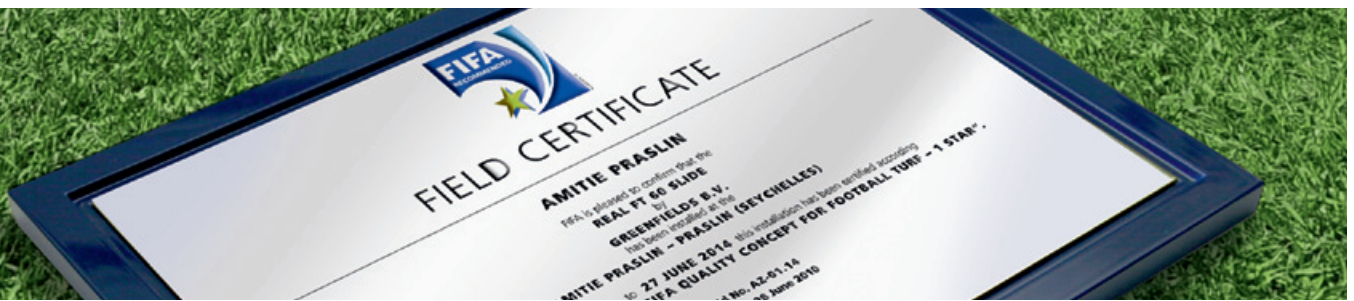 FIFA
RECOMMENDED
FIELD CERTIFICATE
AMITIE PRASLIN
FIFA is pleased to confirm that the
REAL FT 60 SLIDE
by
GREENFIELDS B.V.
has been installed at the
AMITIE PRASLIN – PRASLIN (SEYCHELLES)
to 27 JUNE 2014 this installation has been certified according
FIFA QUALITY CONCEPT FOR FOOTBALL TURF – 1 STAR".
No. AZ-01.14
June 2010